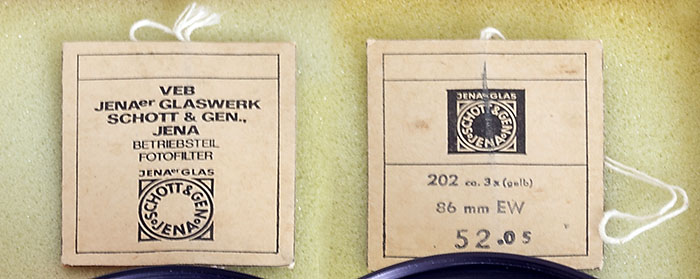 VEB
JENAer GLASWERK
SCHOTT & GEN.,
JENA
BETRIEBSTEIL
FOTOFILTER
JENAer GLAS
SCHOTT & GEN
JENA
JENAer GLAS
SCHOTT & GEN
JENA
202 ca. 3x (gelb)
86 mm EW
52.05